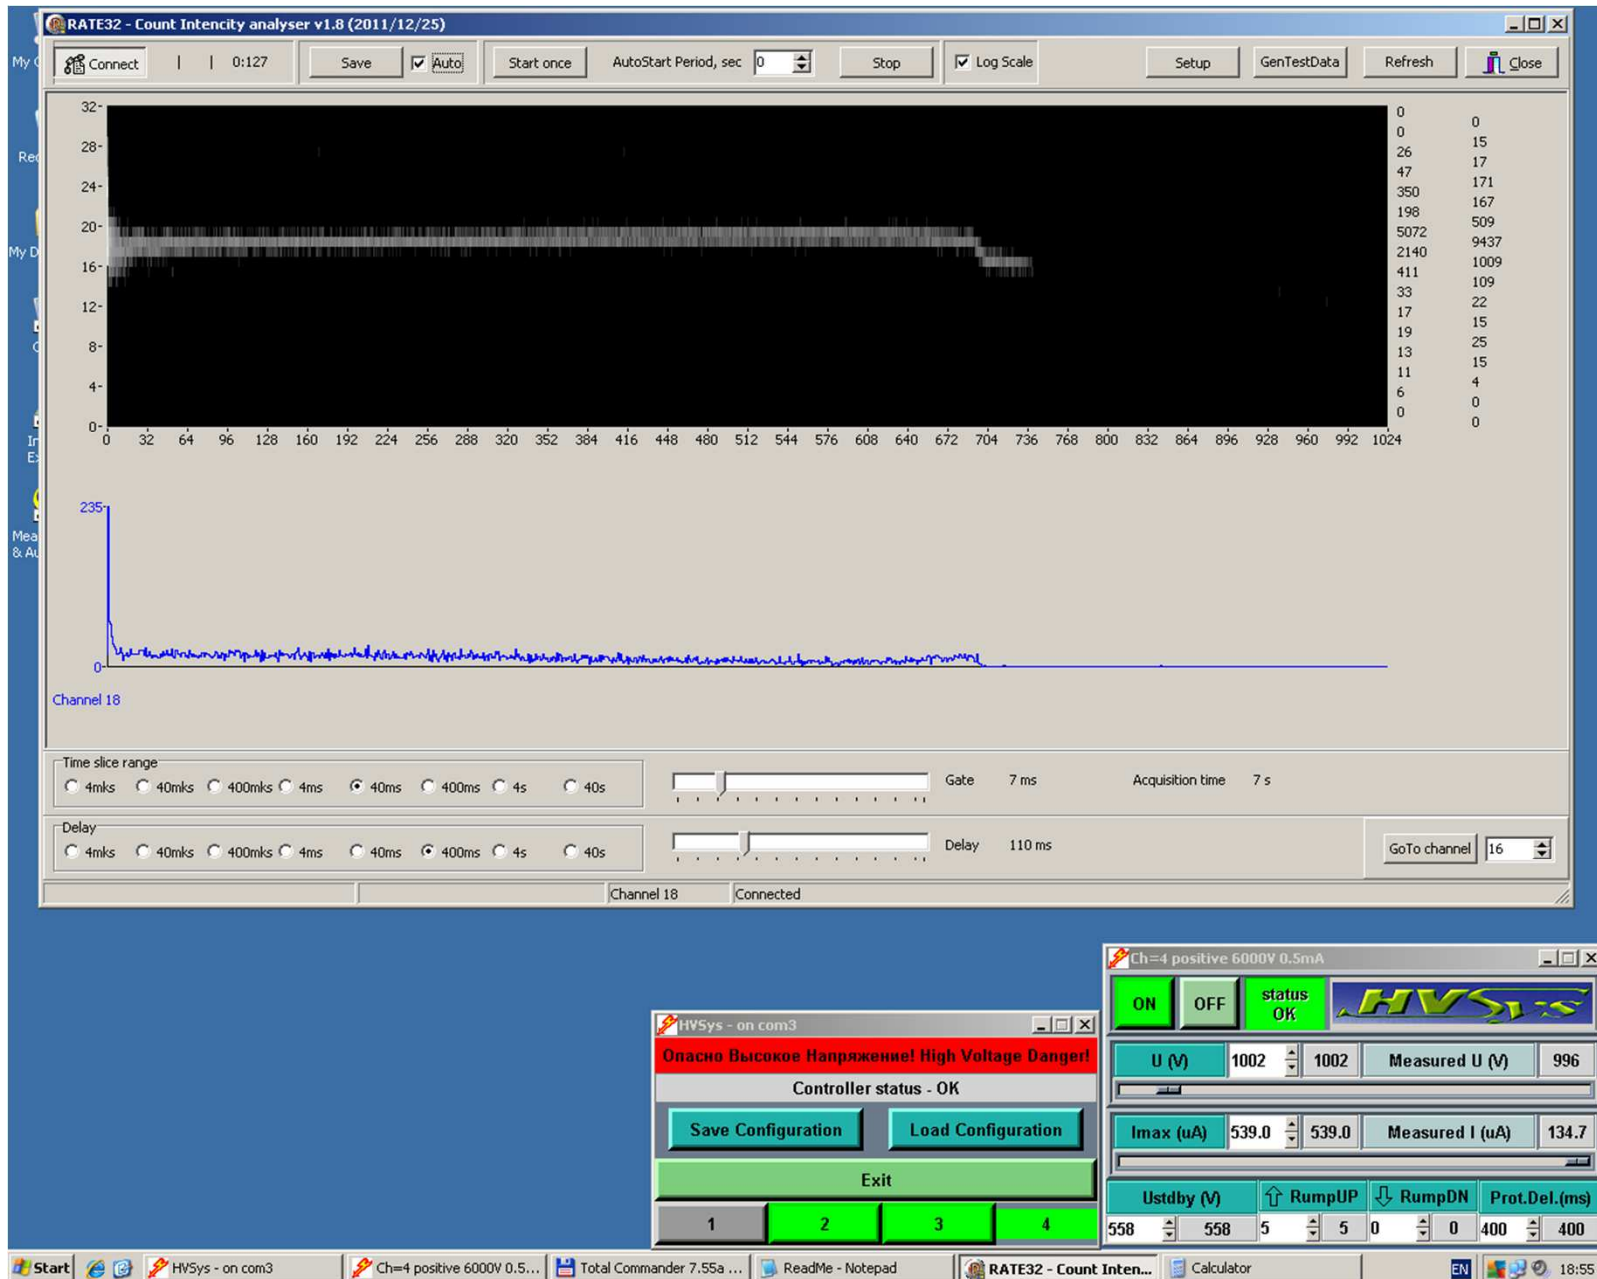 RATE32 - Count Intencity analyser v1.8 (2011/12/25)
Connect | | 0:127 Save Auto Start once AutoStart Period, sec 0 Stop Log Scale Setup GenTestData Refresh Close
32
28
24
20
16
12
8
4
0
0 32 64 96 128 160 192 224 256 288 320 352 384 416 448 480 512 544 576 608 640 672 704 736 768 800 832 864 896 928 960 992 1024
0
0
26
47
350
198
5072
2140
411
33
17
19
13
11
6
0
0
15
17
171
167
509
9437
1009
109
22
15
25
15
4
0
0
235
0
Channel 18
Time slice range
4mks 40mks 400mks 4ms 40ms 400ms 4s 40s
Gate 7 ms Acquisition time 7 s
Delay
4mks 40mks 400mks 4ms 40ms 400ms 4s 40s
Delay 110 ms
GoTo channel 16
Channel 18 Connected
My D
HVSys - on com3
Опасно Высокое Напряжение! High Voltage Danger!
Controller status - OK
Save Configuration Load Configuration
Exit
1 2 3 4
Ch=4 positive 6000V 0.5mA
ON OFF status OK HVSys
U (V) 1002 1002 Measured U (V) 996
Imax (uA) 539.0 539.0 Measured I (uA) 134.7
Ustdby (V) RumpUP RumpDN Prot.Del.(ms)
558 558 5 5 0 0 400 400
Start HVSys - on com3 Ch=4 positive 6000V 0.5... Total Commander 7.55a ... ReadMe - Notepad RATE32 - Count Inten... Calculator EN 18:55